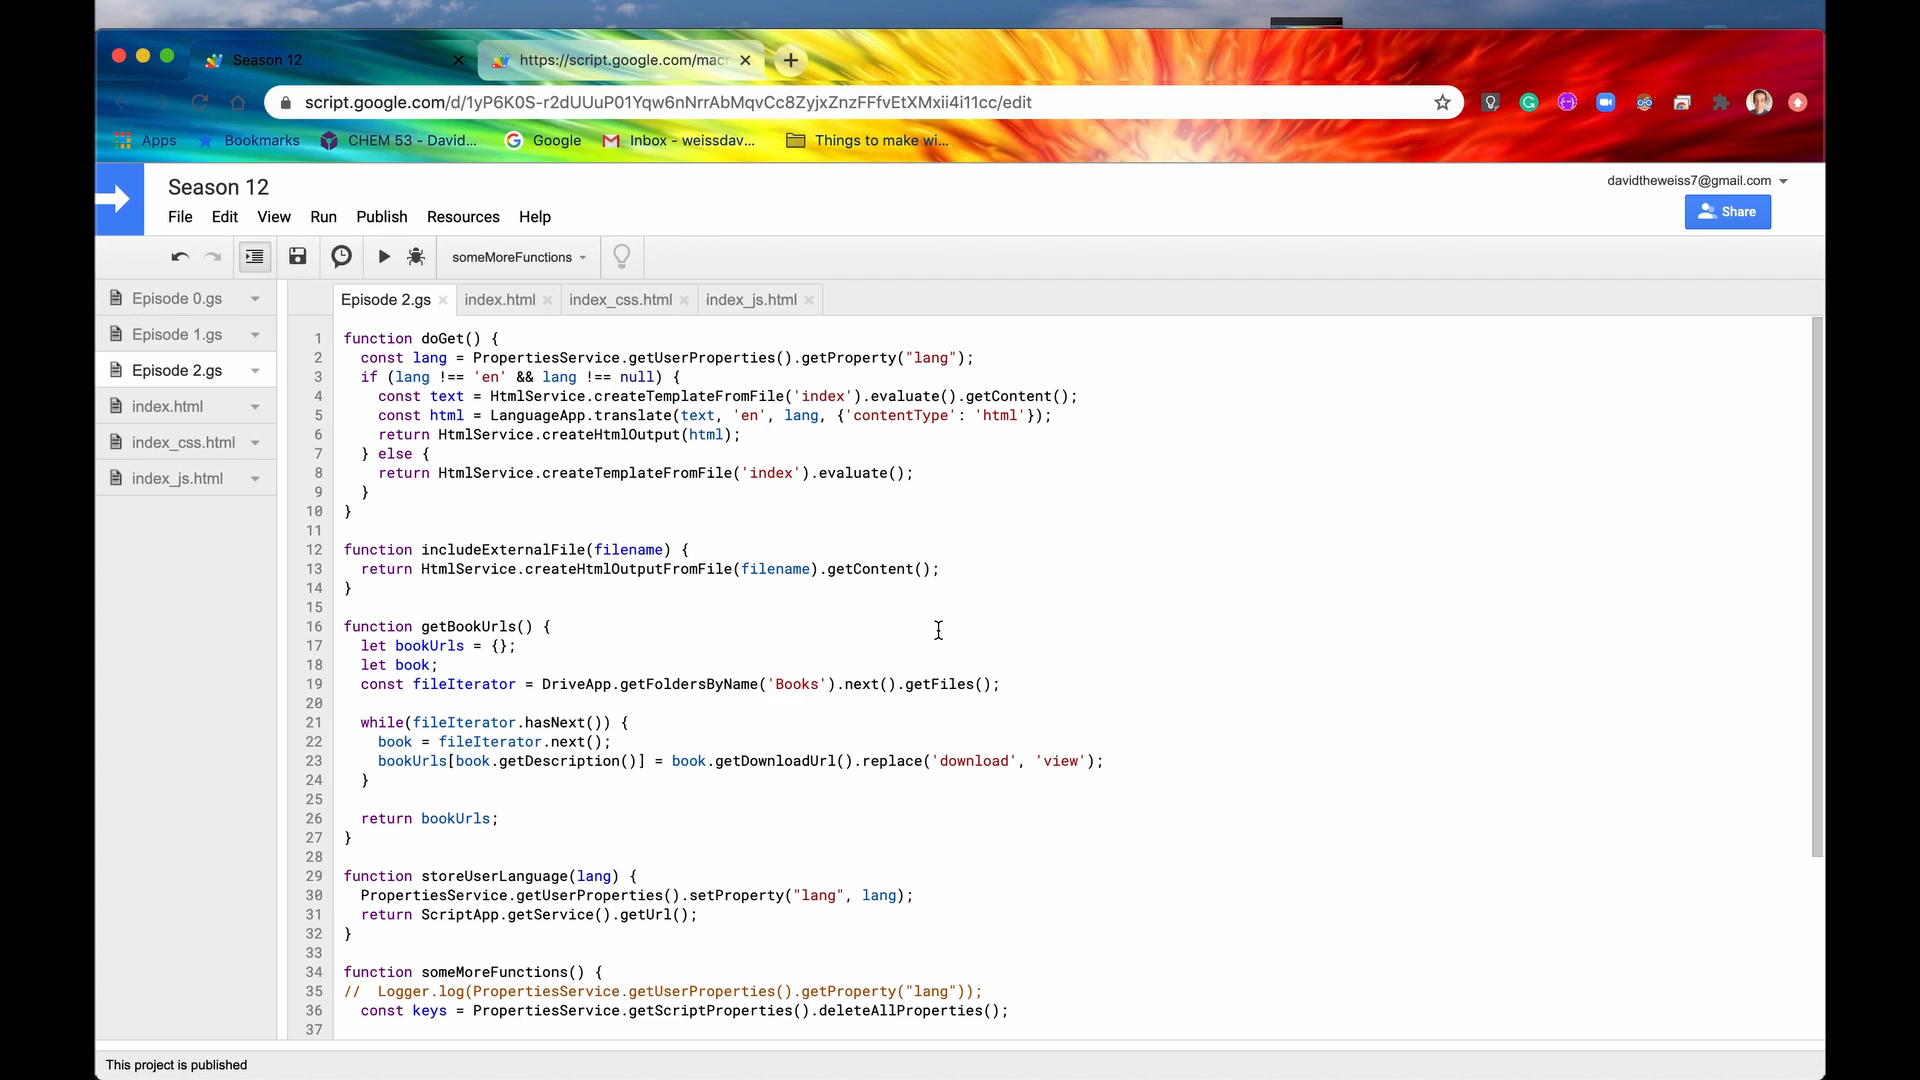 Season 12
https://script.google.com/mac
script.google.com/d/1yP6K0S-r2dUUuP01Yqw6nNrrAbMqvCc8ZyjxZnzFFfvEtXMxii4i11cc/edit
Apps Bookmarks CHEM 53 - David... Google Inbox - weissdav... Things to make wi...
Season 12
davidtheweiss7@gmail.com
File Edit View Run Publish Resources Help
Share
someMoreFunctions
Episode 0.gs
Episode 1.gs
Episode 2.gs
index.html
index_css.html
index_js.html
Episode 2.gs index.html index_css.html index_js.html
1 function doGet() {
2 const lang = PropertiesService.getUserProperties().getProperty("lang");
3 if (lang !== 'en' && lang !== null) {
4 const text = HtmlService.createTemplateFromFile('index').evaluate().getContent();
5 const html = LanguageApp.translate(text, 'en', lang, {'contentType': 'html'});
6 return HtmlService.createHtmlOutput(html);
7 } else {
8 return HtmlService.createTemplateFromFile('index').evaluate();
9 }
10 }
11
12 function includeExternalFile(filename) {
13 return HtmlService.createHtmlOutputFromFile(filename).getContent();
14 }
15
16 function getBookUrls() {
17 let bookUrls = {};
18 let book;
19 const fileIterator = DriveApp.getFoldersByName('Books').next().getFiles();
20
21 while(fileIterator.hasNext()) {
22 book = fileIterator.next();
23 bookUrls[book.getDescription()] = book.getDownloadUrl().replace('download', 'view');
24 }
25
26 return bookUrls;
27 }
28
29 function storeUserLanguage(lang) {
30 PropertiesService.getUserProperties().setProperty("lang", lang);
31 return ScriptApp.getService().getUrl();
32 }
33
34 function someMoreFunctions() {
35 // Logger.log(PropertiesService.getUserProperties().getProperty("lang"));
36 const keys = PropertiesService.getScriptProperties().deleteAllProperties();
37
This project is published